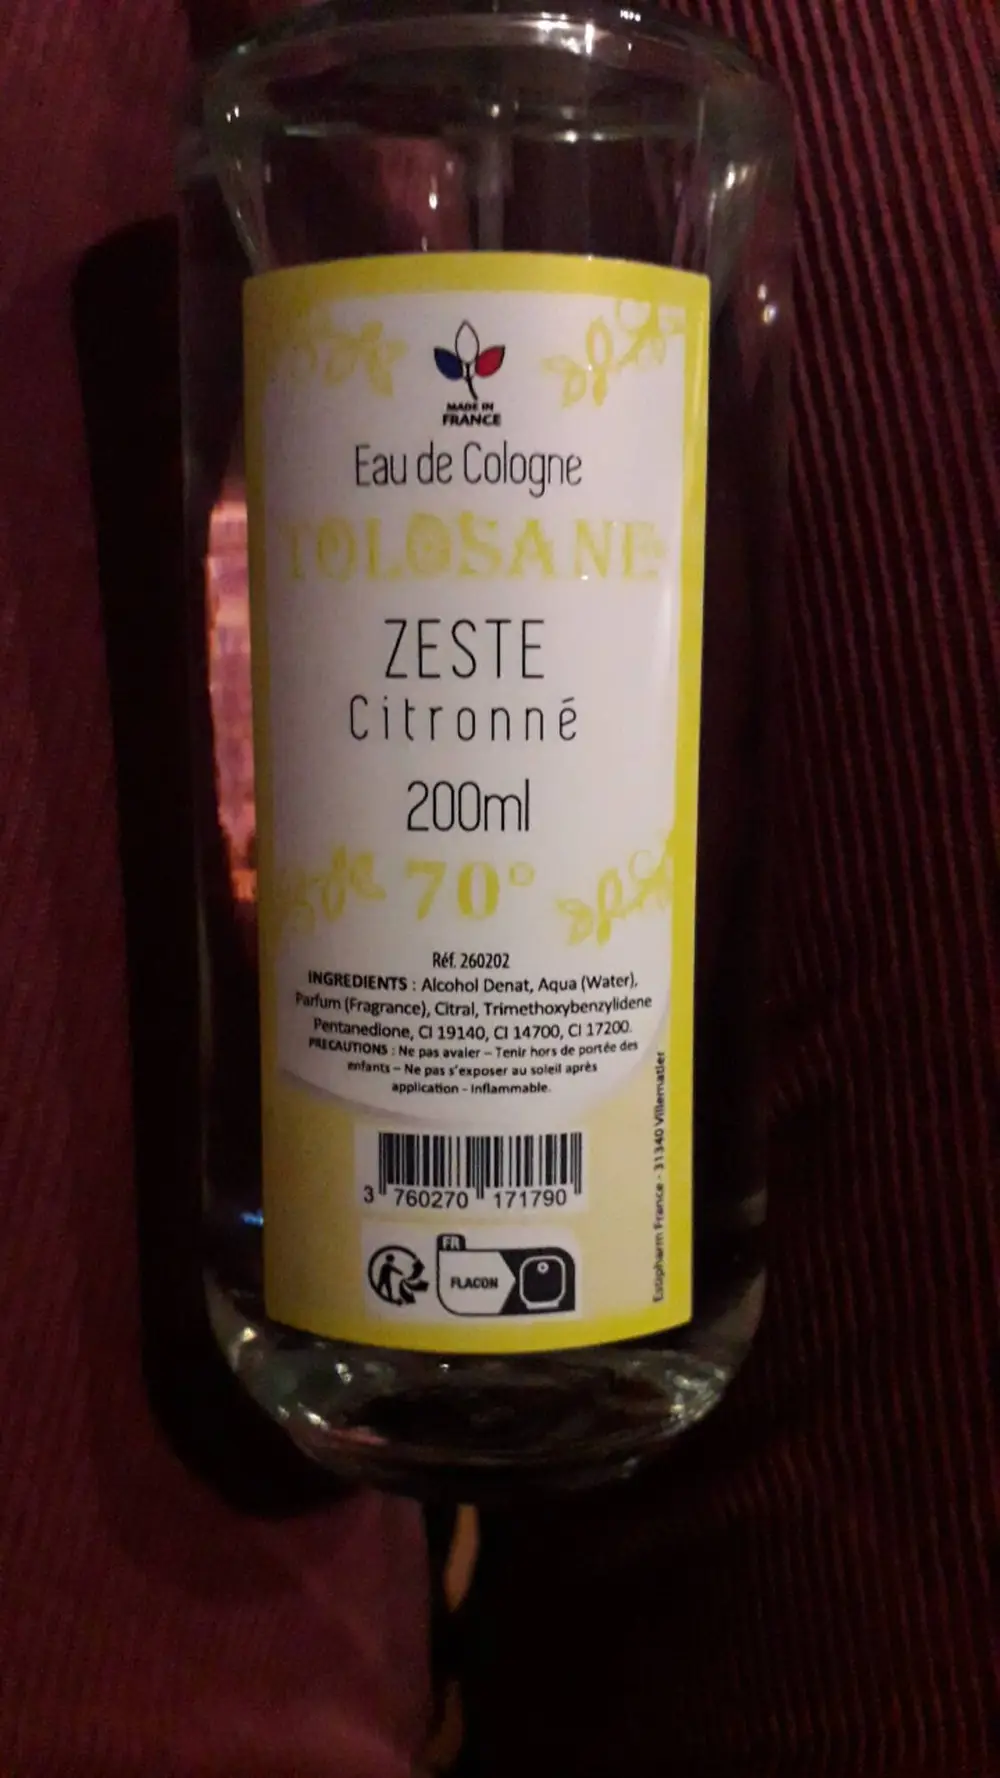 MADE IN
FRANCE
Eau de Cologne
TOLOSANE
ZESTE
Citronné
200ml
70°
Réf. 260202
INGREDIENTS : Alcohol Denat, Aqua (Water),
Parfum (Fragrance), Citral, Trimethoxybenzylidene
Pentanedione, CI 19140, CI 14700, CI 17200.
PRECAUTIONS : Ne pas avaler – Tenir hors de portée des
enfants – Ne pas s'exposer au soleil après
application - Inflammable.
3 760270 171790
FR
FLACON
Estipharm France - 31340 Villematier